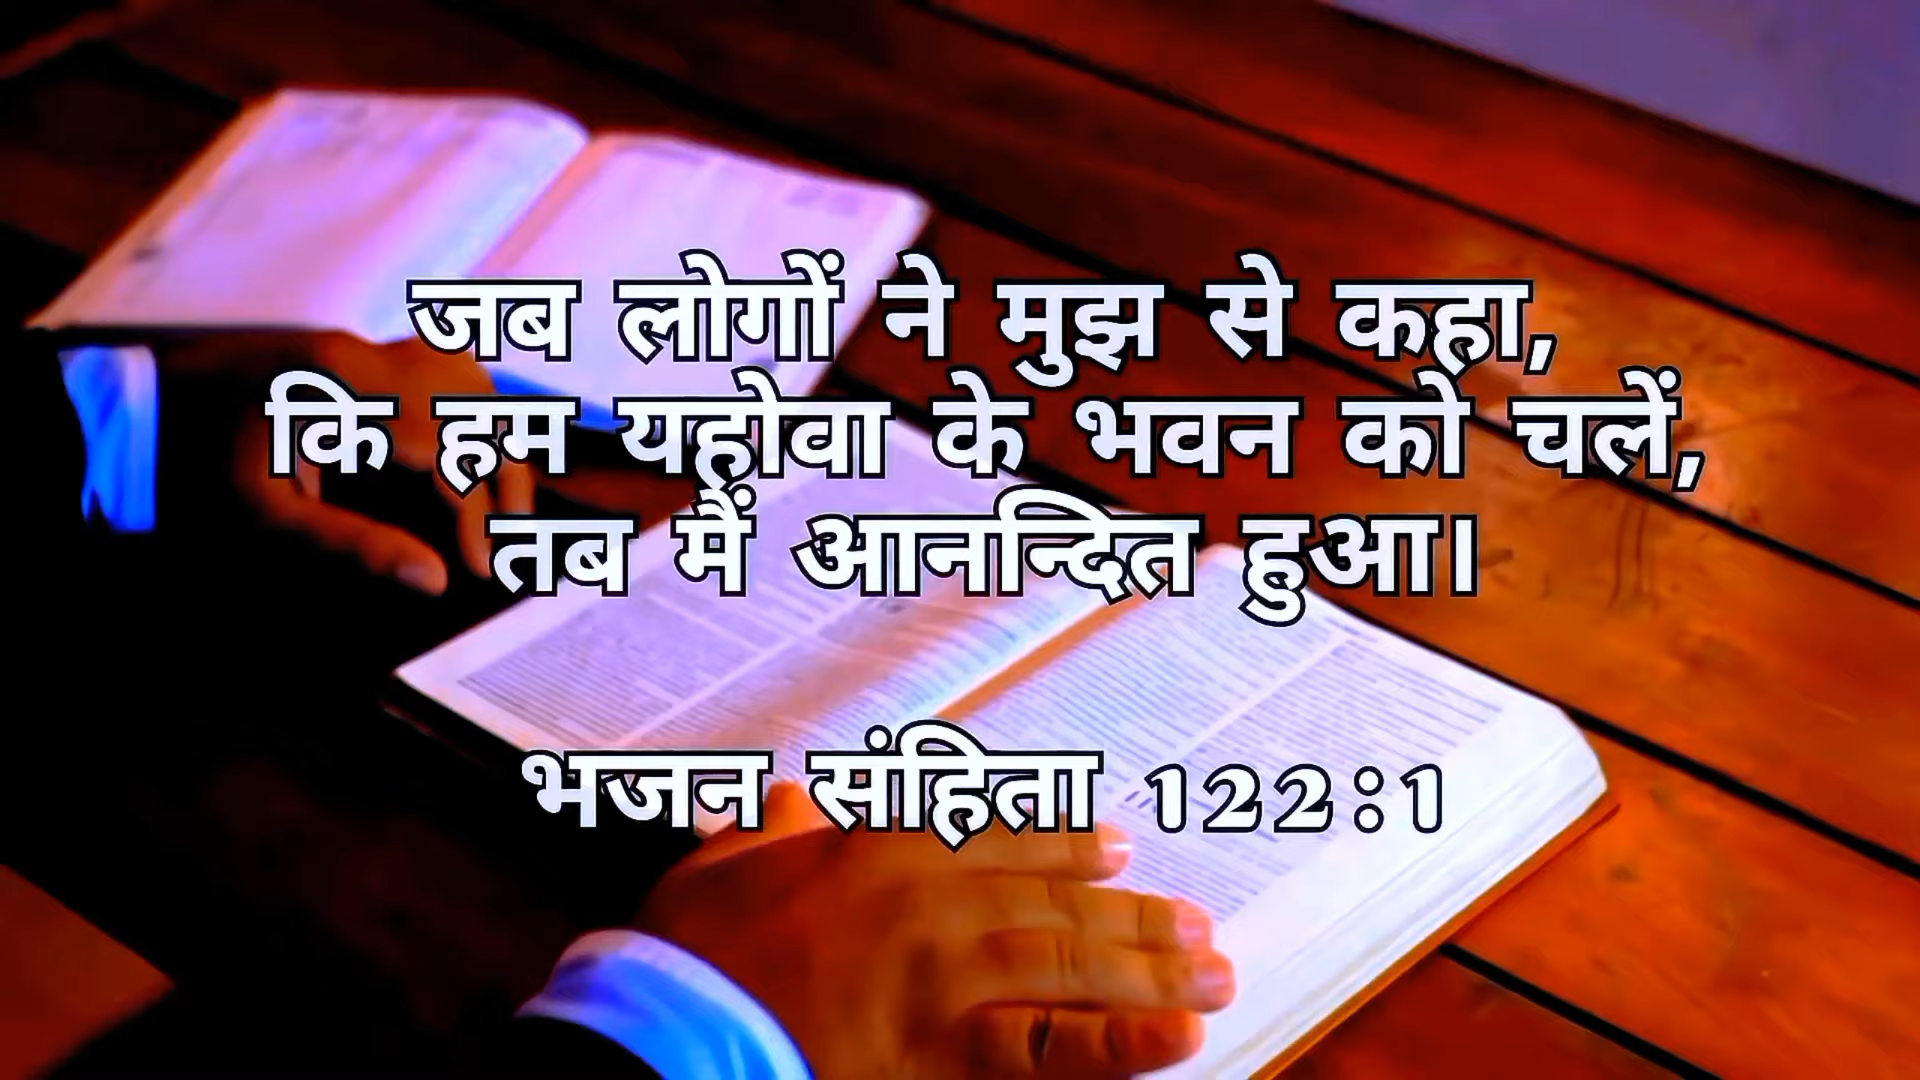 जब लोगों ने मुझ से कहा,
कि हम यहोवा के भवन को चलें,
तब मैं आनन्दित हुआ।
भजन संहिता 122:1